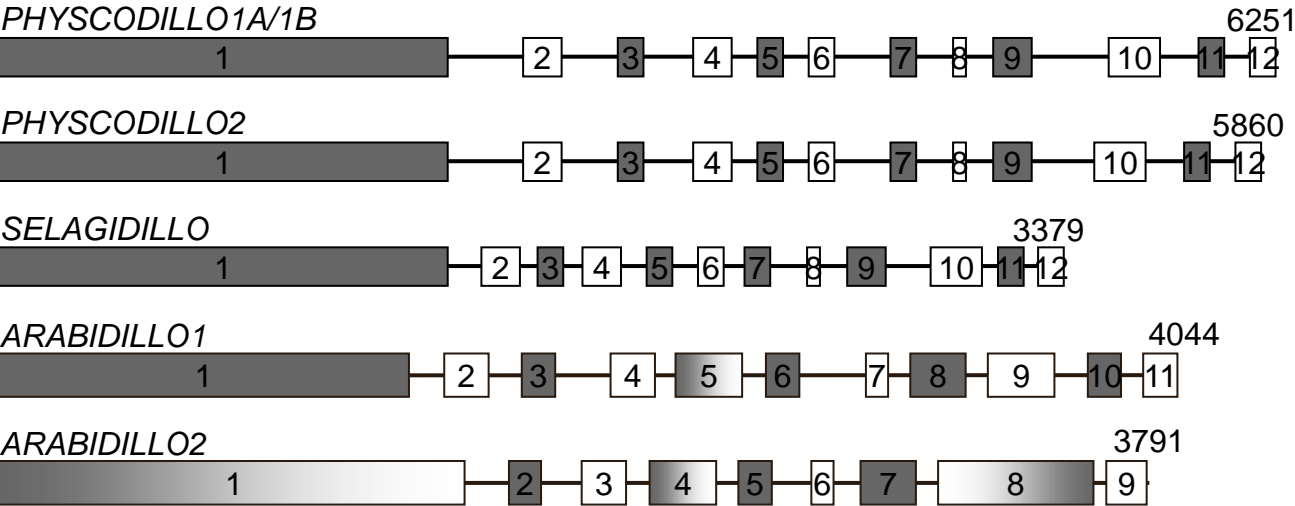 PHYSCODILLO1A/1B
6251
1 2 3 4 5 6 7 8 9 10 11 12
PHYSCODILLO2
5860
1 2 3 4 5 6 7 8 9 10 11 12
SELAGIDILLO
3379
1 2 3 4 5 6 7 8 9 10 11 12
ARABIDILLO1
4044
1 2 3 4 5 6 7 8 9 10 11
ARABIDILLO2
3791
1 2 3 4 5 6 7 8 9